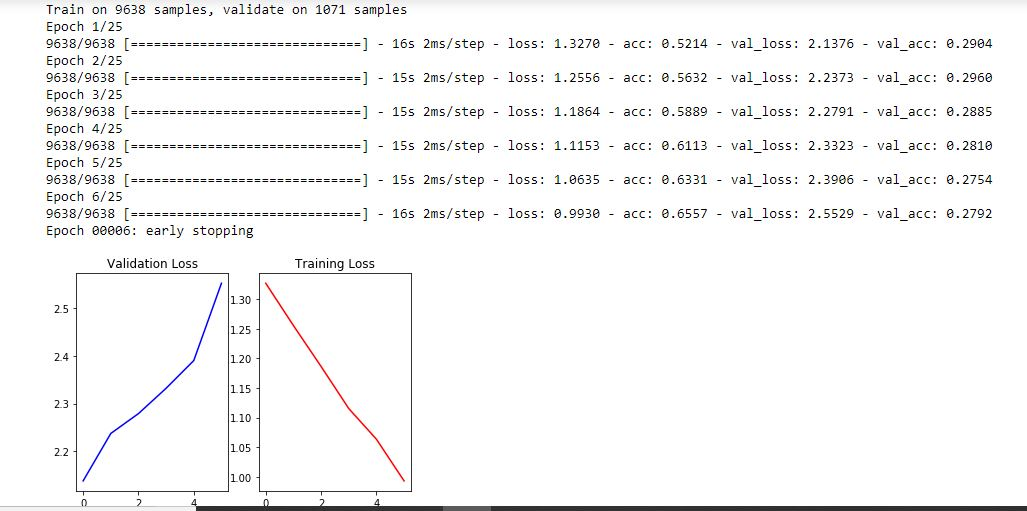 Train on 9638 samples, validate on 1071 samples
Epoch 1/25
9638/9638 [==============================] - 16s 2ms/step - loss: 1.3270 - acc: 0.5214 - val_loss: 2.1376 - val_acc: 0.2904
Epoch 2/25
9638/9638 [==============================] - 15s 2ms/step - loss: 1.2556 - acc: 0.5632 - val_loss: 2.2373 - val_acc: 0.2960
Epoch 3/25
9638/9638 [==============================] - 15s 2ms/step - loss: 1.1864 - acc: 0.5889 - val_loss: 2.2791 - val_acc: 0.2885
Epoch 4/25
9638/9638 [==============================] - 15s 2ms/step - loss: 1.1153 - acc: 0.6113 - val_loss: 2.3323 - val_acc: 0.2810
Epoch 5/25
9638/9638 [==============================] - 15s 2ms/step - loss: 1.0635 - acc: 0.6331 - val_loss: 2.3906 - val_acc: 0.2754
Epoch 6/25
9638/9638 [==============================] - 16s 2ms/step - loss: 0.9930 - acc: 0.6557 - val_loss: 2.5529 - val_acc: 0.2792
Epoch 00006: early stopping
Validation Loss
2.5
2.4
2.3
2.2
0 2 4
Training Loss
1.30
1.25
1.20
1.15
1.10
1.05
1.00
0 2 4